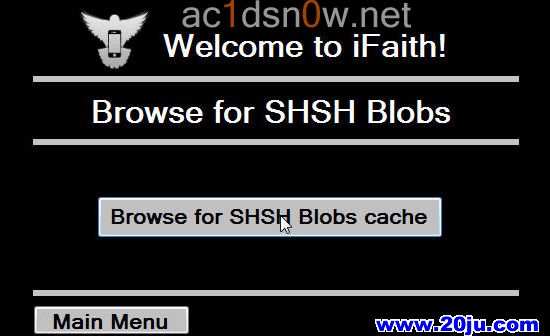 ac1dsn0w.net
Welcome to iFaith!
Browse for SHSH Blobs
Browse for SHSH Blobs cache
Main Menu
www.20ju.com